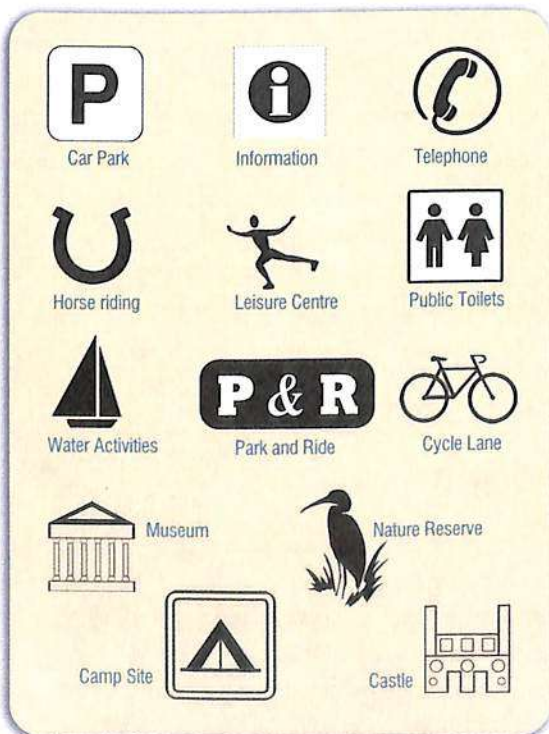 P
i
Car Park
Information
Telephone
Horse riding
Leisure Centre
Public Toilets
P & R
Water Activities
Park and Ride
Cycle Lane
Museum
Nature Reserve
Camp Site
Castle